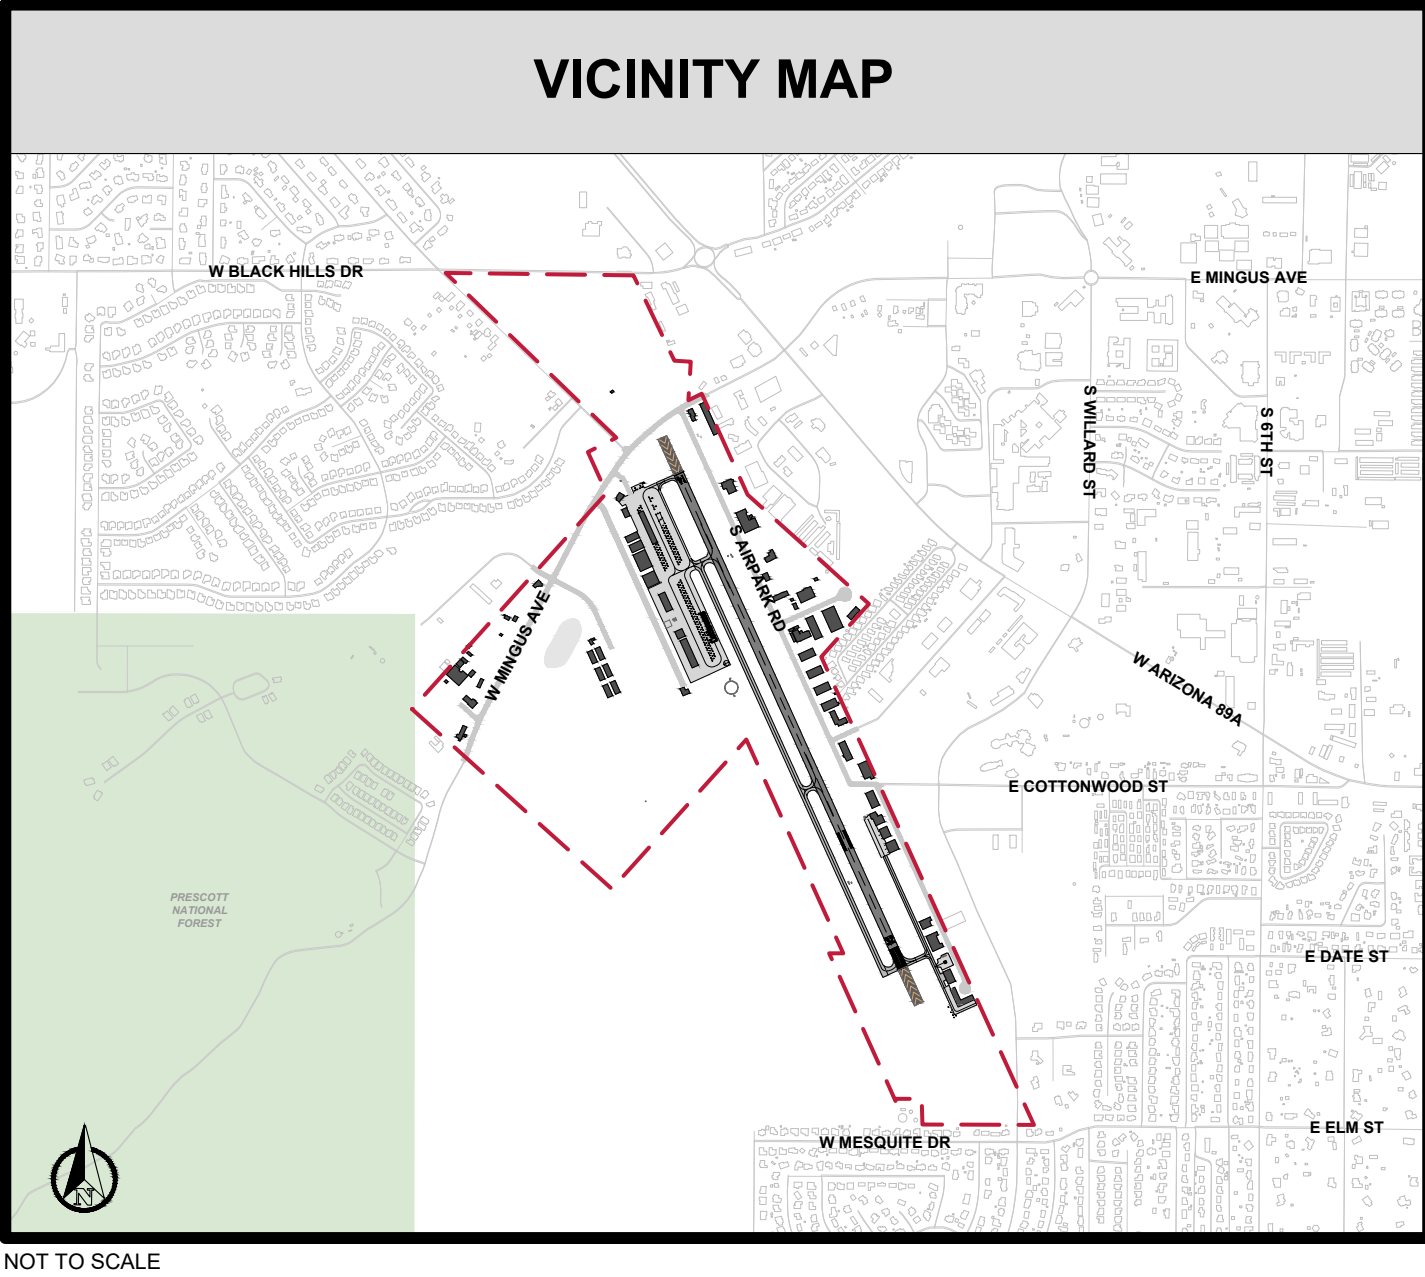 VICINITY MAP
W BLACK HILLS DR
E MINGUS AVE
S WILLARD ST
S 6TH ST
S AIRPARK RD
W MINGUS AVE
W ARIZONA 89A
E COTTONWOOD ST
PRESCOTT
NATIONAL
FOREST
E DATE ST
E ELM ST
W MESQUITE DR
N
NOT TO SCALE